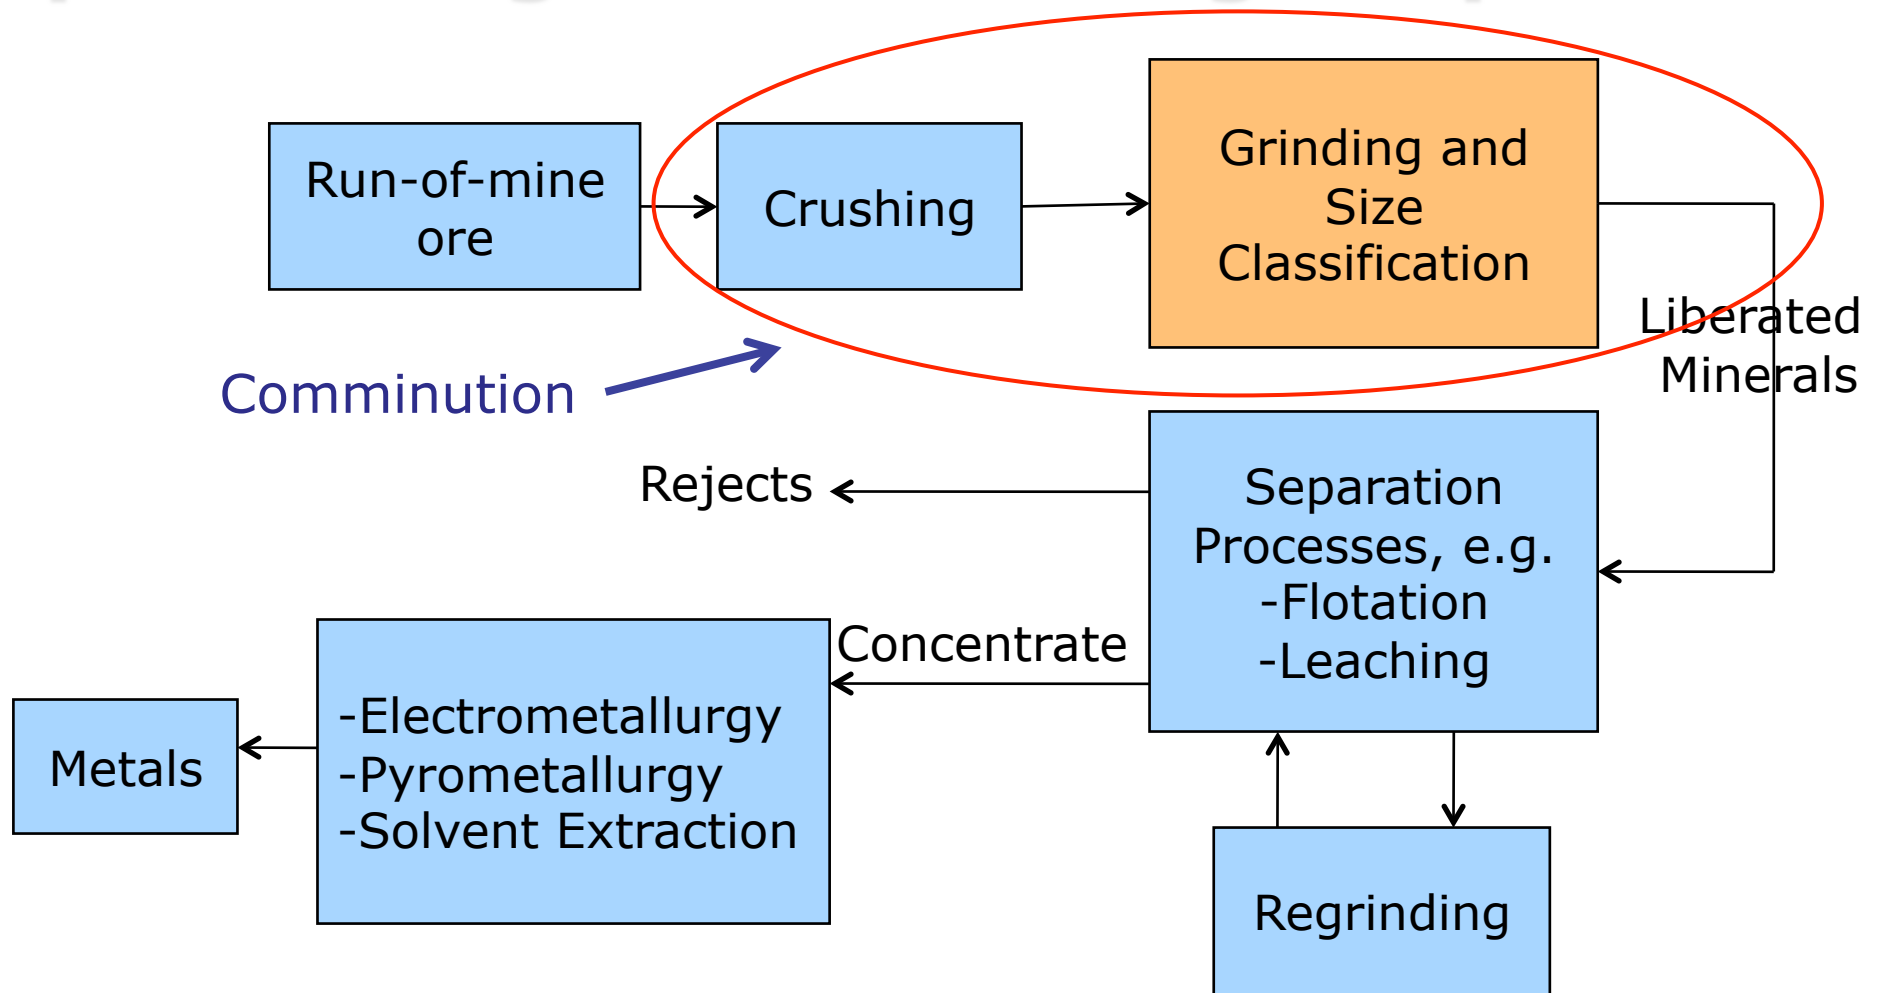 Run-of-mine
ore
Crushing
Grinding and
Size
Classification
Liberated
Minerals
Comminution
Rejects
Separation
Processes, e.g.
-Flotation
-Leaching
Concentrate
-Electrometallurgy
-Pyrometallurgy
-Solvent Extraction
Metals
Regrinding